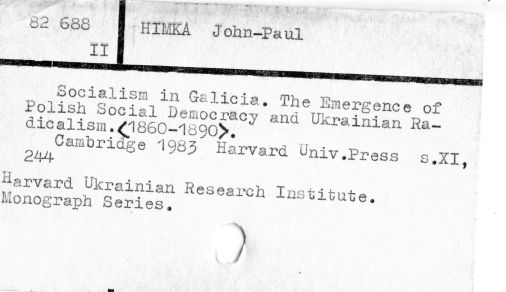 82 688
II
HIMKA John-Paul
Socialism in Galicia. The Emergence of
Polish Social Democracy and Ukrainian Ra-
dicalism.<1860-1890>.
Cambridge 1983 Harvard Univ.Press s.XI,
244
Harvard Ukrainian Research Institute.
Monograph Series.